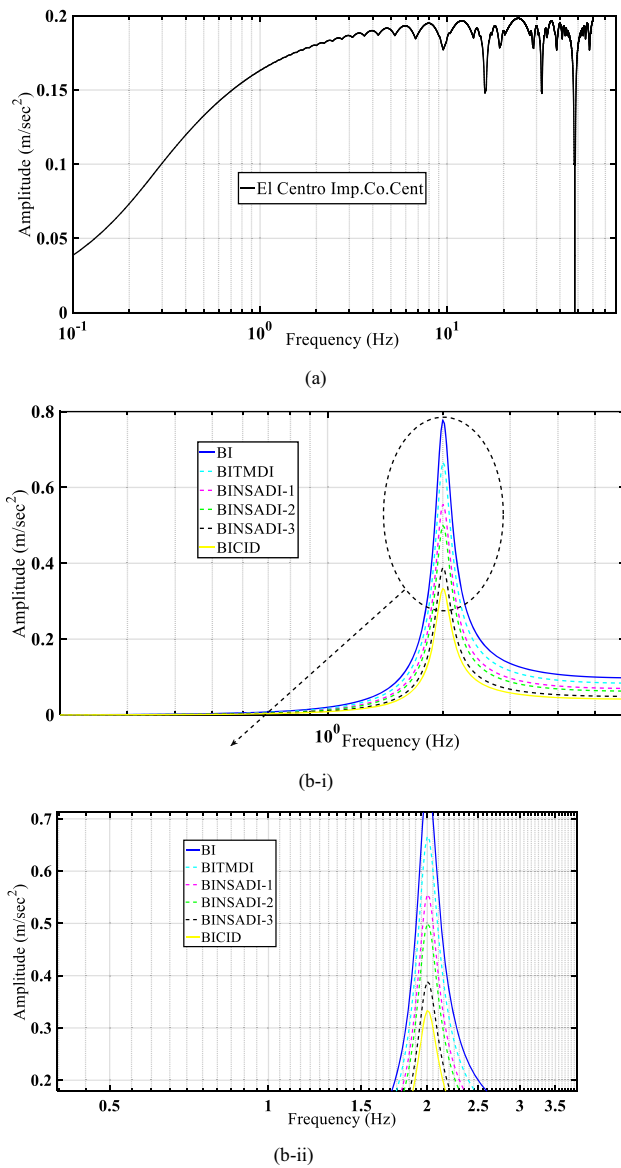 0.2
0.15
0.1
0.05
0
Amplitude (m/sec²)
El Centro Imp.Co.Cent
10⁻¹
10⁰
10¹
Frequency (Hz)
(a)
0.8
0.6
0.4
0.2
0
Amplitude (m/sec²)
BI
BITMDI
BINSADI-1
BINSADI-2
BINSADI-3
BICID
10⁰
Frequency (Hz)
(b-i)
0.7
0.6
0.5
0.4
0.3
0.2
Amplitude (m/sec²)
BI
BITMDI
BINSADI-1
BINSADI-2
BINSADI-3
BICID
0.5
1
2
2.5
3
3.5
Frequency (Hz)
(b-ii)